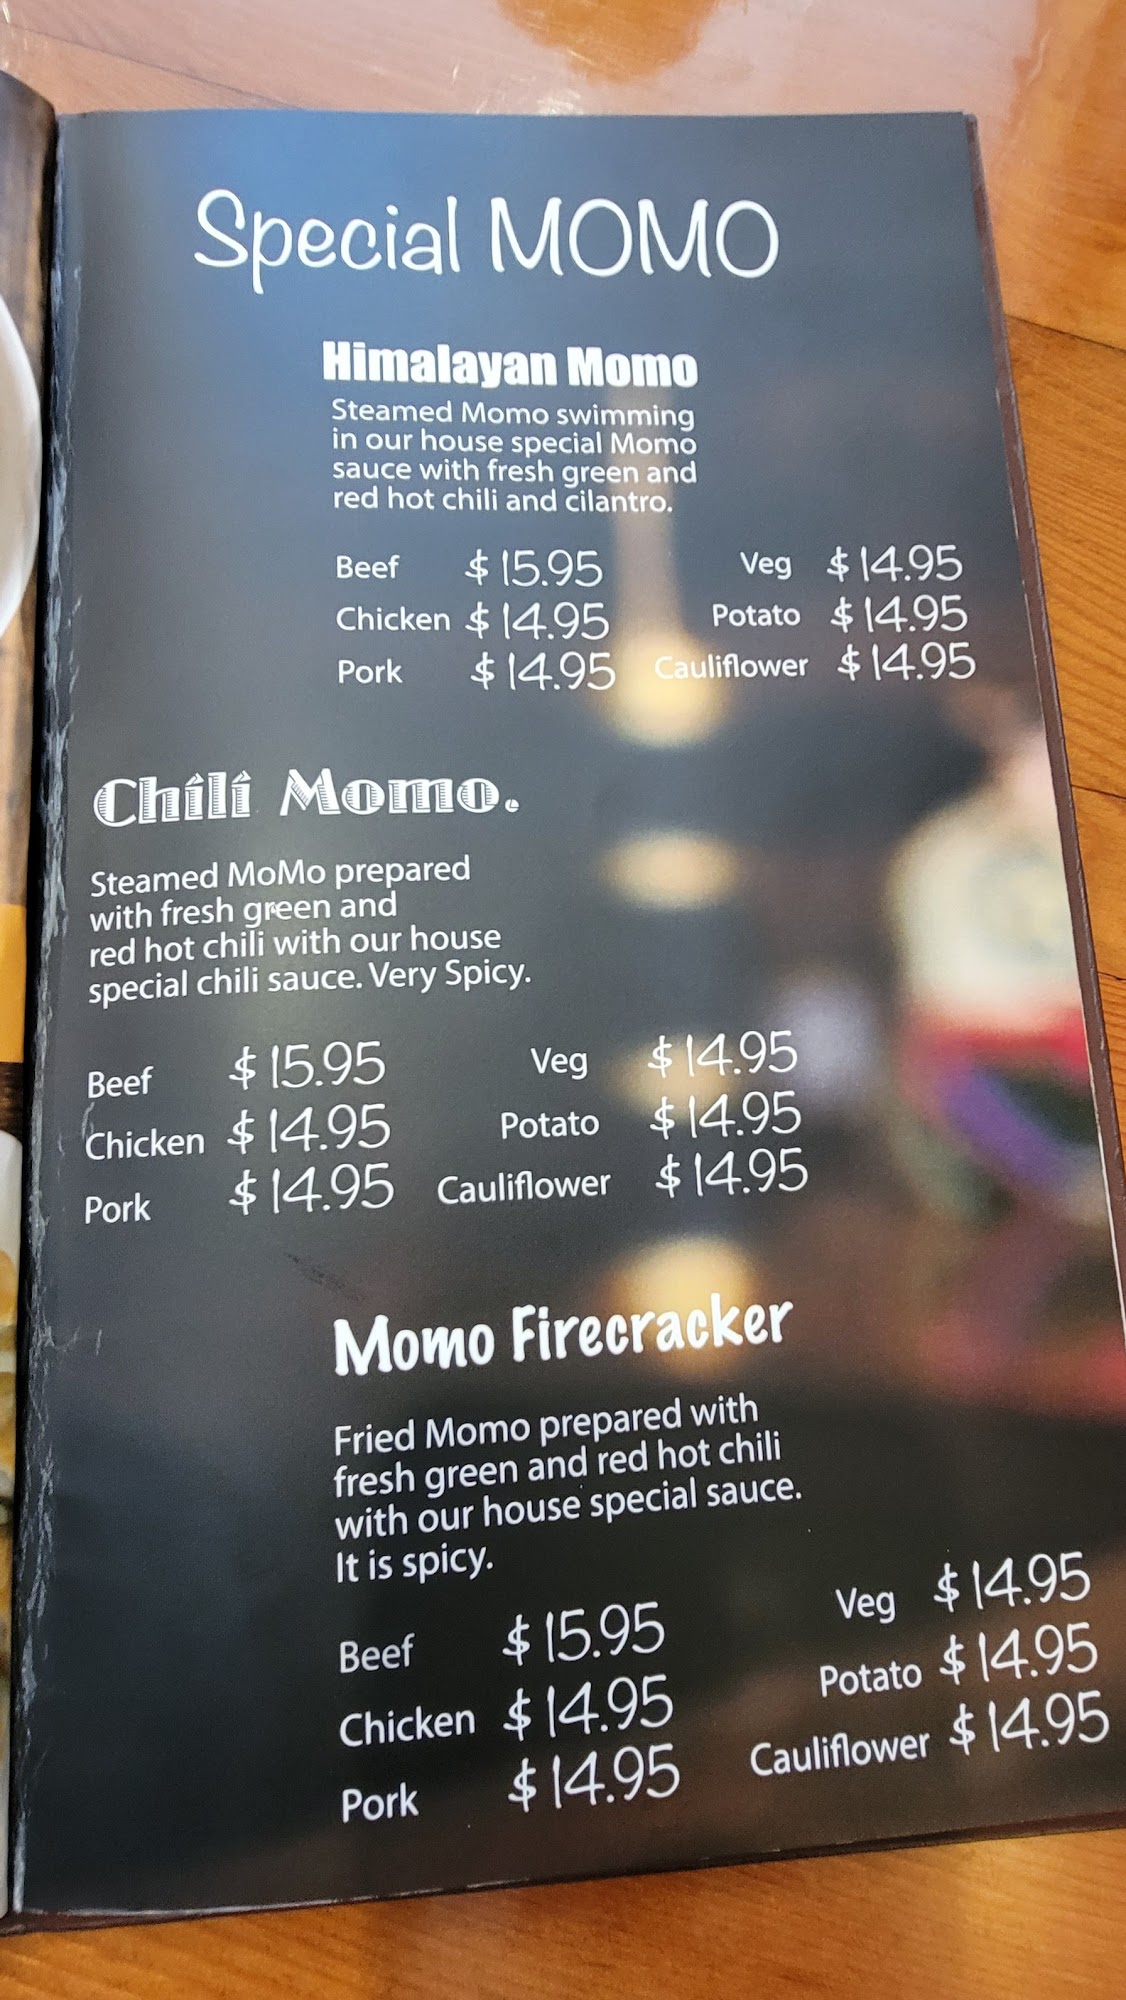 Special MOMO
Himalayan Momo
Steamed Momo swimming
in our house special Momo
sauce with fresh green and
red hot chili and cilantro.
Beef $15.95 Veg $14.95
Chicken $14.95 Potato $14.95
Pork $14.95 Cauliflower $14.95
Chili Momo.
Steamed MoMo prepared
with fresh green and
red hot chili with our house
special chili sauce. Very Spicy.
Beef $15.95 Veg $14.95
Chicken $14.95 Potato $14.95
Pork $14.95 Cauliflower $14.95
Momo Firecracker
Fried Momo prepared with
fresh green and red hot chili
with our house special sauce.
It is spicy.
Beef $15.95 Veg $14.95
Chicken $14.95 Potato $14.95
Pork $14.95 Cauliflower $14.95